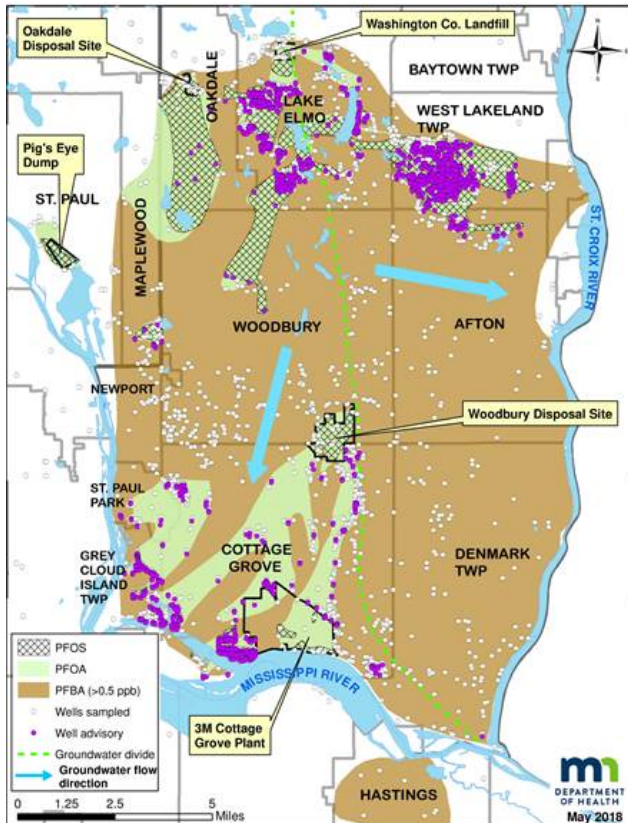 Oakdale
Disposal Site
Washington Co. Landfill
N
OAKDALE
BAYTOWN TWP
LAKE
ELMO
WEST LAKELAND
TWP
Pig's Eye
Dump
ST. PAUL
MAPLEWOOD
ST. CROIX RIVER
WOODBURY
AFTON
NEWPORT
Woodbury Disposal Site
ST. PAUL
PARK
COTTAGE
GROVE
GREY
CLOUD
ISLAND
TWP
DENMARK
TWP
MISSISSIPPI RIVER
3M Cottage
Grove Plant
PFOS
PFOA
PFBA (>0.5 ppb)
Wells sampled
Well advisory
Groundwater divide
Groundwater flow
direction
0 1.25 2.5 5
Miles
HASTINGS
mn
DEPARTMENT
OF HEALTH
May 2018